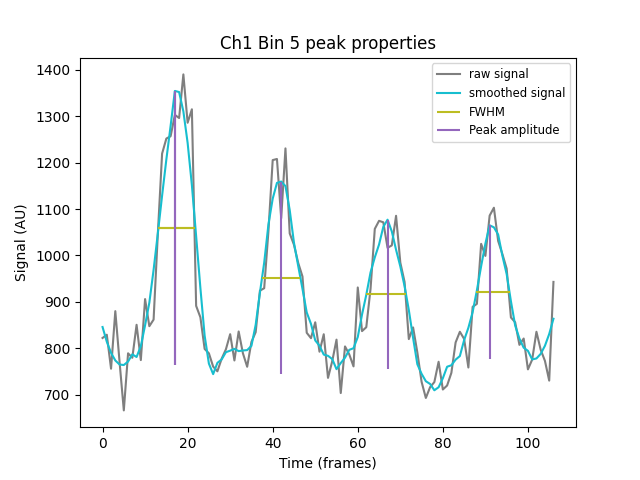 Ch1 Bin 5 peak properties
raw signal
smoothed signal
FWHM
Peak amplitude
Signal (AU)
1400
1300
1200
1100
1000
900
800
700
0 20 40 60 80 100
Time (frames)